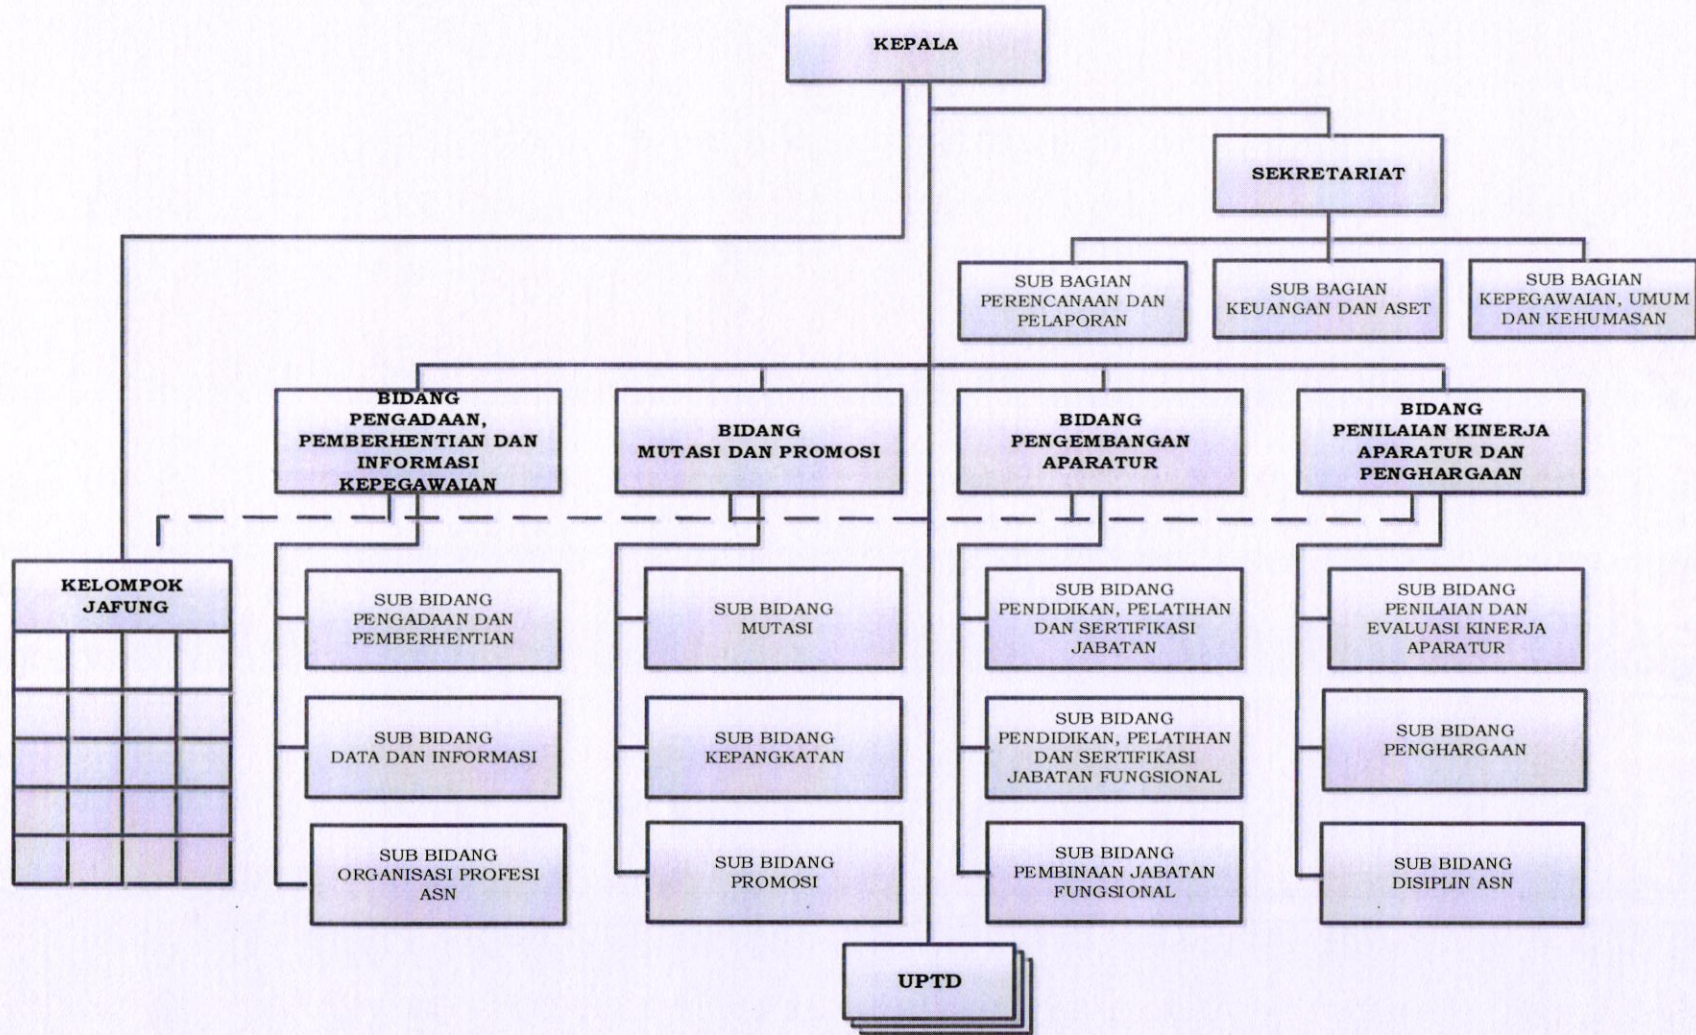 KEPALA
SEKRETARIAT
SUB BAGIAN
PERENCANAAN DAN
PELAPORAN
SUB BAGIAN
KEUANGAN DAN ASET
SUB BAGIAN
KEPEGAWAIAN, UMUM
DAN KEHUMASAN
BIDANG
PENGADAAN,
PEMBERHENTIAN DAN
INFORMASI
KEPEGAWAIAN
BIDANG
MUTASI DAN PROMOSI
BIDANG
PENGEMBANGAN
APARATUR
BIDANG
PENILAIAN KINERJA
APARATUR DAN
PENGHARGAAN
KELOMPOK
JAFUNG
SUB BIDANG
PENGADAAN DAN
PEMBERHENTIAN
SUB BIDANG
MUTASI
SUB BIDANG
PENDIDIKAN, PELATIHAN
DAN SERTIFIKASI
JABATAN
SUB BIDANG
PENILAIAN DAN
EVALUASI KINERJA
APARATUR
SUB BIDANG
DATA DAN INFORMASI
SUB BIDANG
KEPANGKATAN
SUB BIDANG
PENDIDIKAN, PELATIHAN
DAN SERTIFIKASI
JABATAN FUNGSIONAL
SUB BIDANG
PENGHARGAAN
SUB BIDANG
ORGANISASI PROFESI
ASN
SUB BIDANG
PROMOSI
SUB BIDANG
PEMBINAAN JABATAN
FUNGSIONAL
SUB BIDANG
DISIPLIN ASN
UPTD